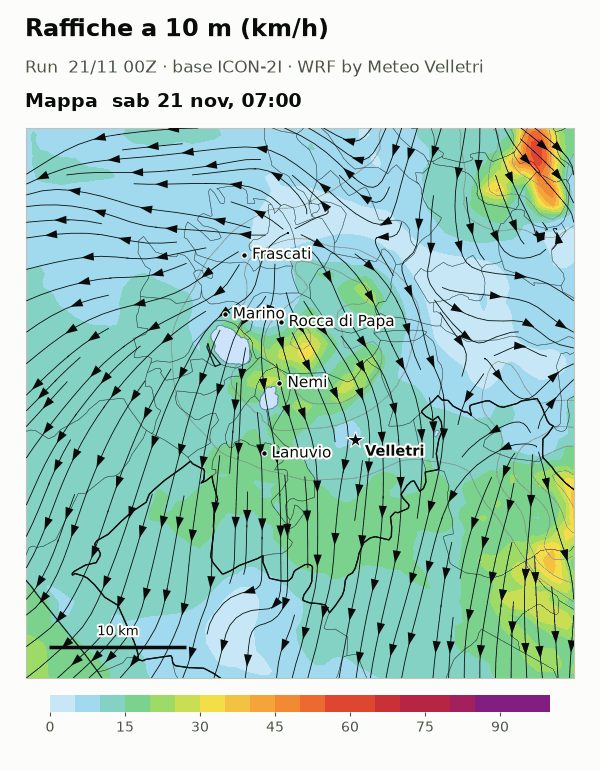 Raffiche a 10 m (km/h)
Run  21/11 00Z · base ICON-2I · WRF by Meteo Velletri
Mappa  sab 21 nov, 07:00
Frascati
Marino
Rocca di Papa
Nemi
Velletri
Lanuvio
10 km
0 15 30 45 60 75 90